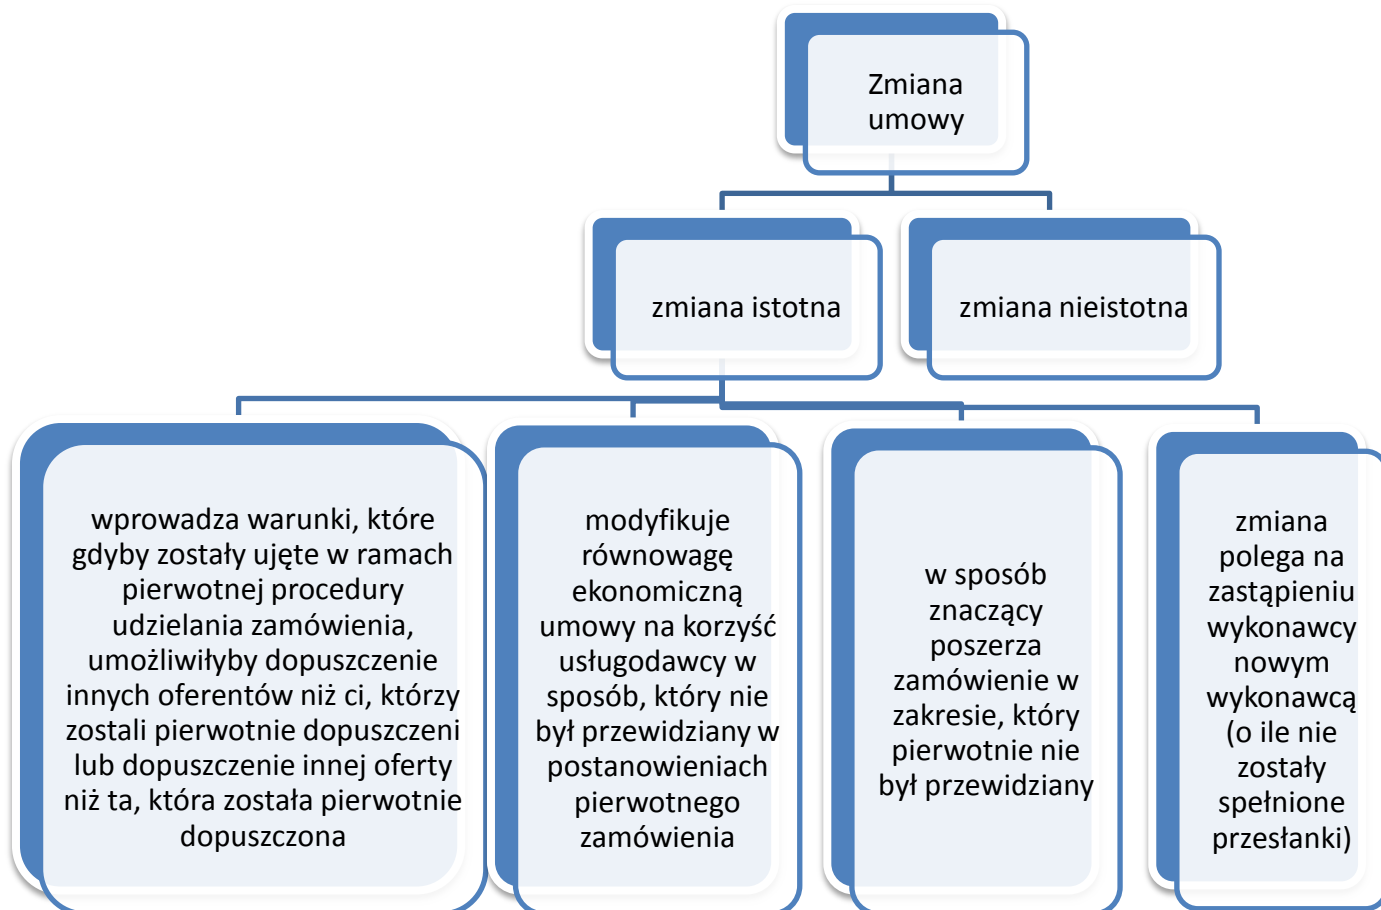 Zmiana
umowy
zmiana istotna
zmiana nieistotna
wprowadza warunki, które
gdyby zostały ujęte w ramach
pierwotnej procedury
udzielania zamówienia,
umożliwiłyby dopuszczenie
innych oferentów niż ci, którzy
zostali pierwotnie dopuszczeni
lub dopuszczenie innej oferty
niż ta, która została pierwotnie
dopuszczona
modyfikuje
równowagę
ekonomiczną
umowy na korzyść
usługodawcy w
sposób, który nie
był przewidziany w
postanowieniach
pierwotnego
zamówienia
w sposób
znaczący
poszerza
zamówienie w
zakresie, który
pierwotnie nie
był przewidziany
zmiana
polega na
zastąpieniu
wykonawcy
nowym
wykonawcą
(o ile nie
zostały
spełnione
przesłanki)